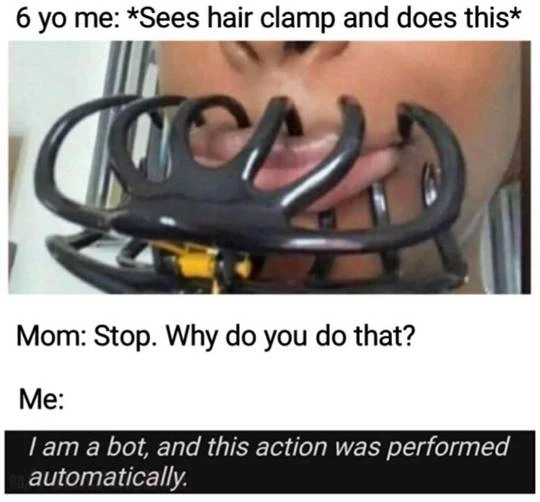 6 yo me: *Sees hair clamp and does this*
Mom: Stop. Why do you do that?
Me:
I am a bot, and this action was performed
automatically.